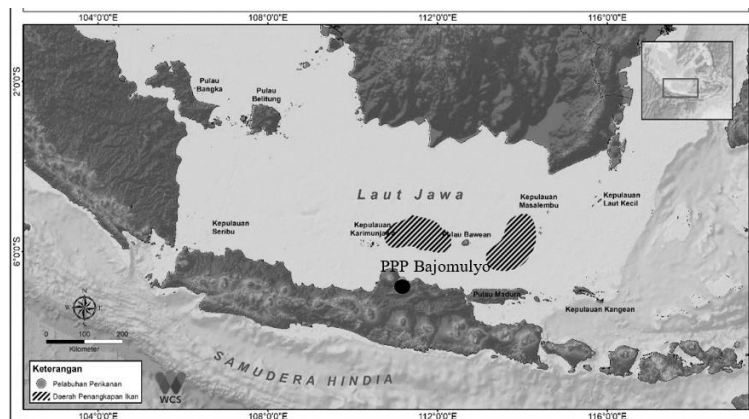 104°0'0"E
108°0'0"E
112°0'0"E
116°0'0"E
2°0'0"S
Pulau
Bangka
Pulau
Belitung
Laut Jawa
Kepulauan
Masalembu
Kepulauan
Laut Kecil
Kepulauan
Seribu
Kepulauan
Karimunjawa
Pulau Bawean
6°0'0"S
PPP Bajomulyo
Pulau Madura
Kepulauan Kangean
N
W
E
S
0 100 200
Kilometer
SAMUDERA HINDIA
Keterangan
Pelabuhan Perikanan
Daerah Penangkapan Ikan
WCS
104°0'0"E
108°0'0"E
112°0'0"E
116°0'0"E